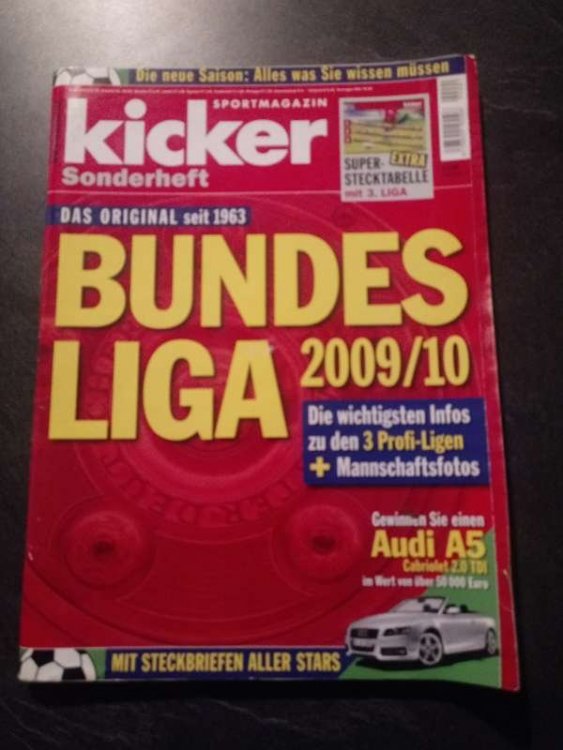 Die neue Saison: Alles was Sie wissen müssen
SPORTMAGAZIN
kicker
Sonderheft
EXTRA
SUPER-
STECKTABELLE
mit 3. LIGA
DAS ORIGINAL seit 1963
BUNDES
LIGA 2009/10
Die wichtigsten Infos
zu den 3 Profi-Ligen
+ Mannschaftsfotos
Gewinnen Sie einen
Audi A5
Cabriolet 2.0 TDI
im Wert von über 50 000 Euro
MIT STECKBRIEFEN ALLER STARS